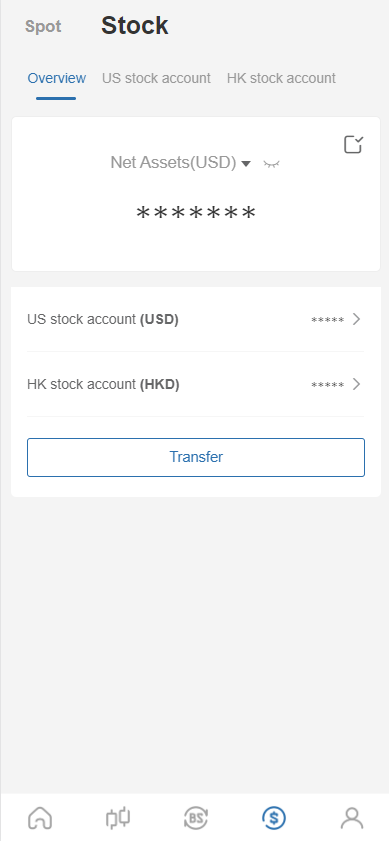 Spot Stock
Overview US stock account HK stock account
Net Assets(USD)
*******
US stock account (USD) *****
HK stock account (HKD) *****
Transfer
BS $